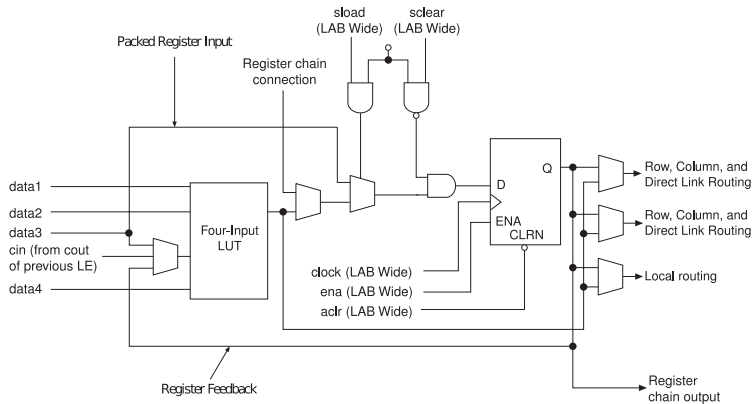 sload
(LAB Wide)
sclear
(LAB Wide)
Packed Register Input
Register chain
connection
data1
data2
data3
cin (from cout
of previous LE)
data4
Four-Input
LUT
D
Q
ENA
CLRN
clock (LAB Wide)
ena (LAB Wide)
aclr (LAB Wide)
Row, Column, and
Direct Link Routing
Row, Column, and
Direct Link Routing
Local routing
Register Feedback
Register
chain output